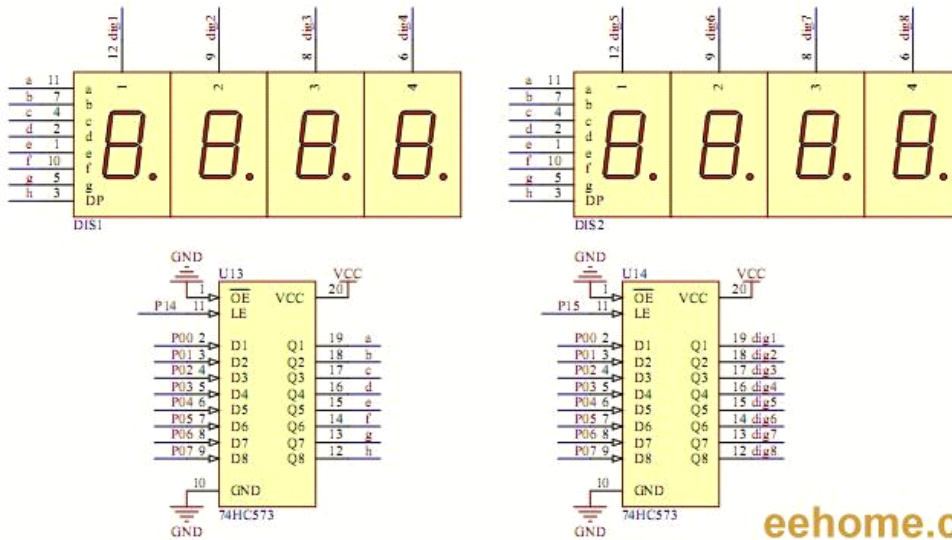 dig1 dig2 dig3 dig4
12 9 8 6
1 2 3 4
a 11 a
b 7 b
c 4 c
d 2 d
e 1 e
f 10 f
g 5 g
h 3 DP
DIS1
dig5 dig6 dig7 dig8
12 9 8 6
1 2 3 4
a 11 a
b 7 b
c 4 c
d 2 d
e 1 e
f 10 f
g 5 g
h 3 DP
DIS2
GND
U13
VCC
1 OE VCC 20
P14 11 LE
P00 2 D1 Q1 19 a
P01 3 D2 Q2 18 b
P02 4 D3 Q3 17 c
P03 5 D4 Q4 16 d
P04 6 D5 Q5 15 e
P05 7 D6 Q6 14 f
P06 8 D7 Q7 13 g
P07 9 D8 Q8 12 h
10 GND
GND
74HC573
GND
U14
VCC
1 OE VCC 20
P15 11 LE
P00 2 D1 Q1 19 dig1
P01 3 D2 Q2 18 dig2
P02 4 D3 Q3 17 dig3
P03 5 D4 Q4 16 dig4
P04 6 D5 Q5 15 dig5
P05 7 D6 Q6 14 dig6
P06 8 D7 Q7 13 dig7
P07 9 D8 Q8 12 dig8
10 GND
GND
74HC573
eehome.c